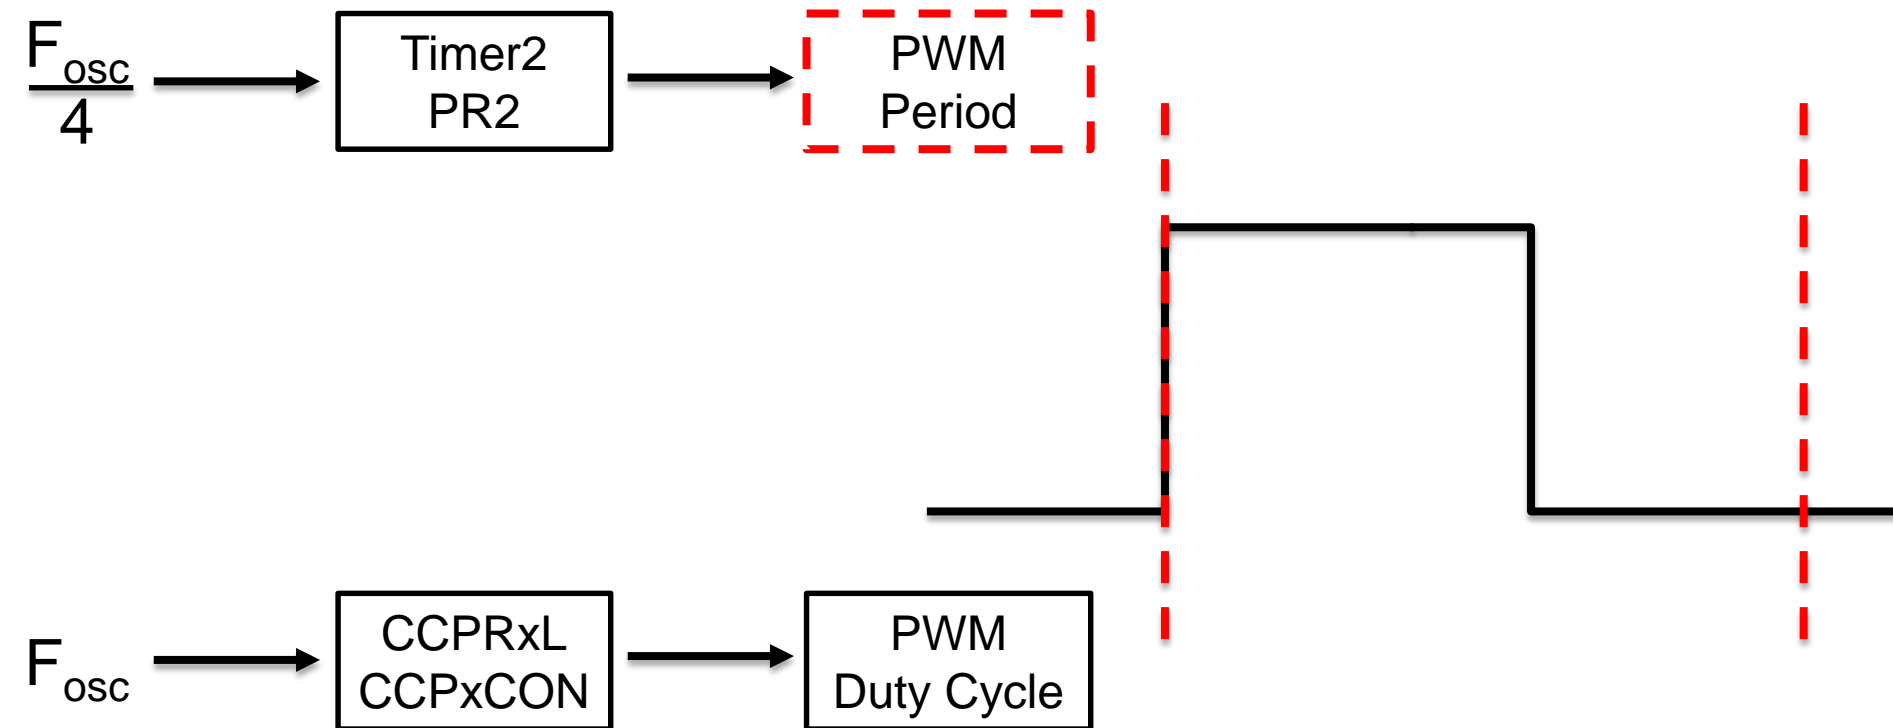 Fosc
4
Timer2
PR2
PWM
Period
Fosc
CCPRxL
CCPxCON
PWM
Duty Cycle